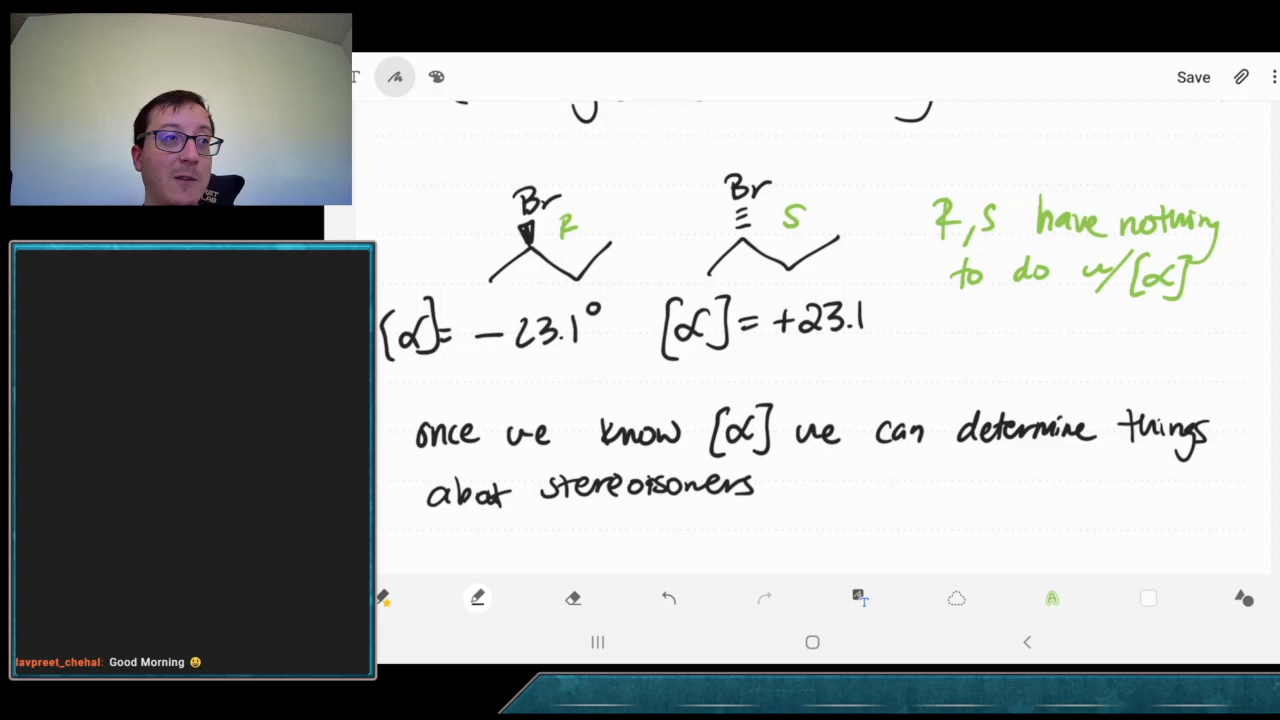 T
Save
Br
R
Br
S
R,S have nothing
to do w/[α]
[α]= -23.1°
[α]=+23.1
once we know [α] we can determine things
about stereoisomers
A
T
lavpreet_chehal: Good Morning 😃